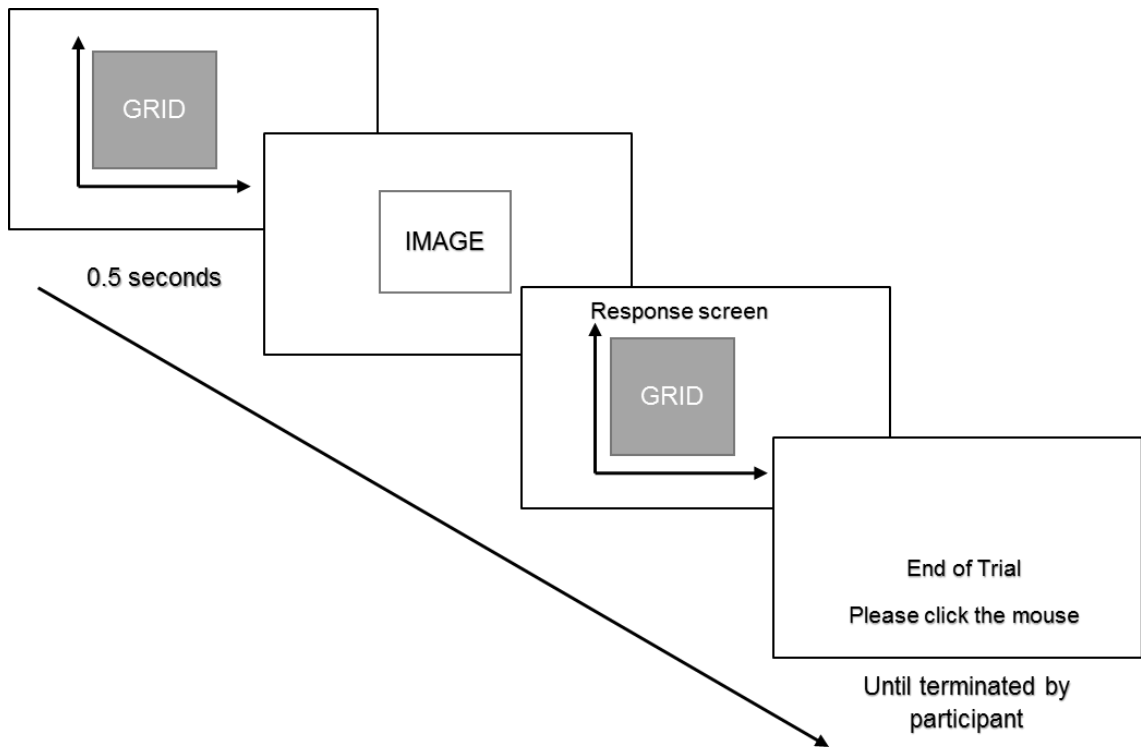 GRID
0.5 seconds
IMAGE
Response screen
GRID
End of Trial
Please click the mouse
Until terminated by
participant